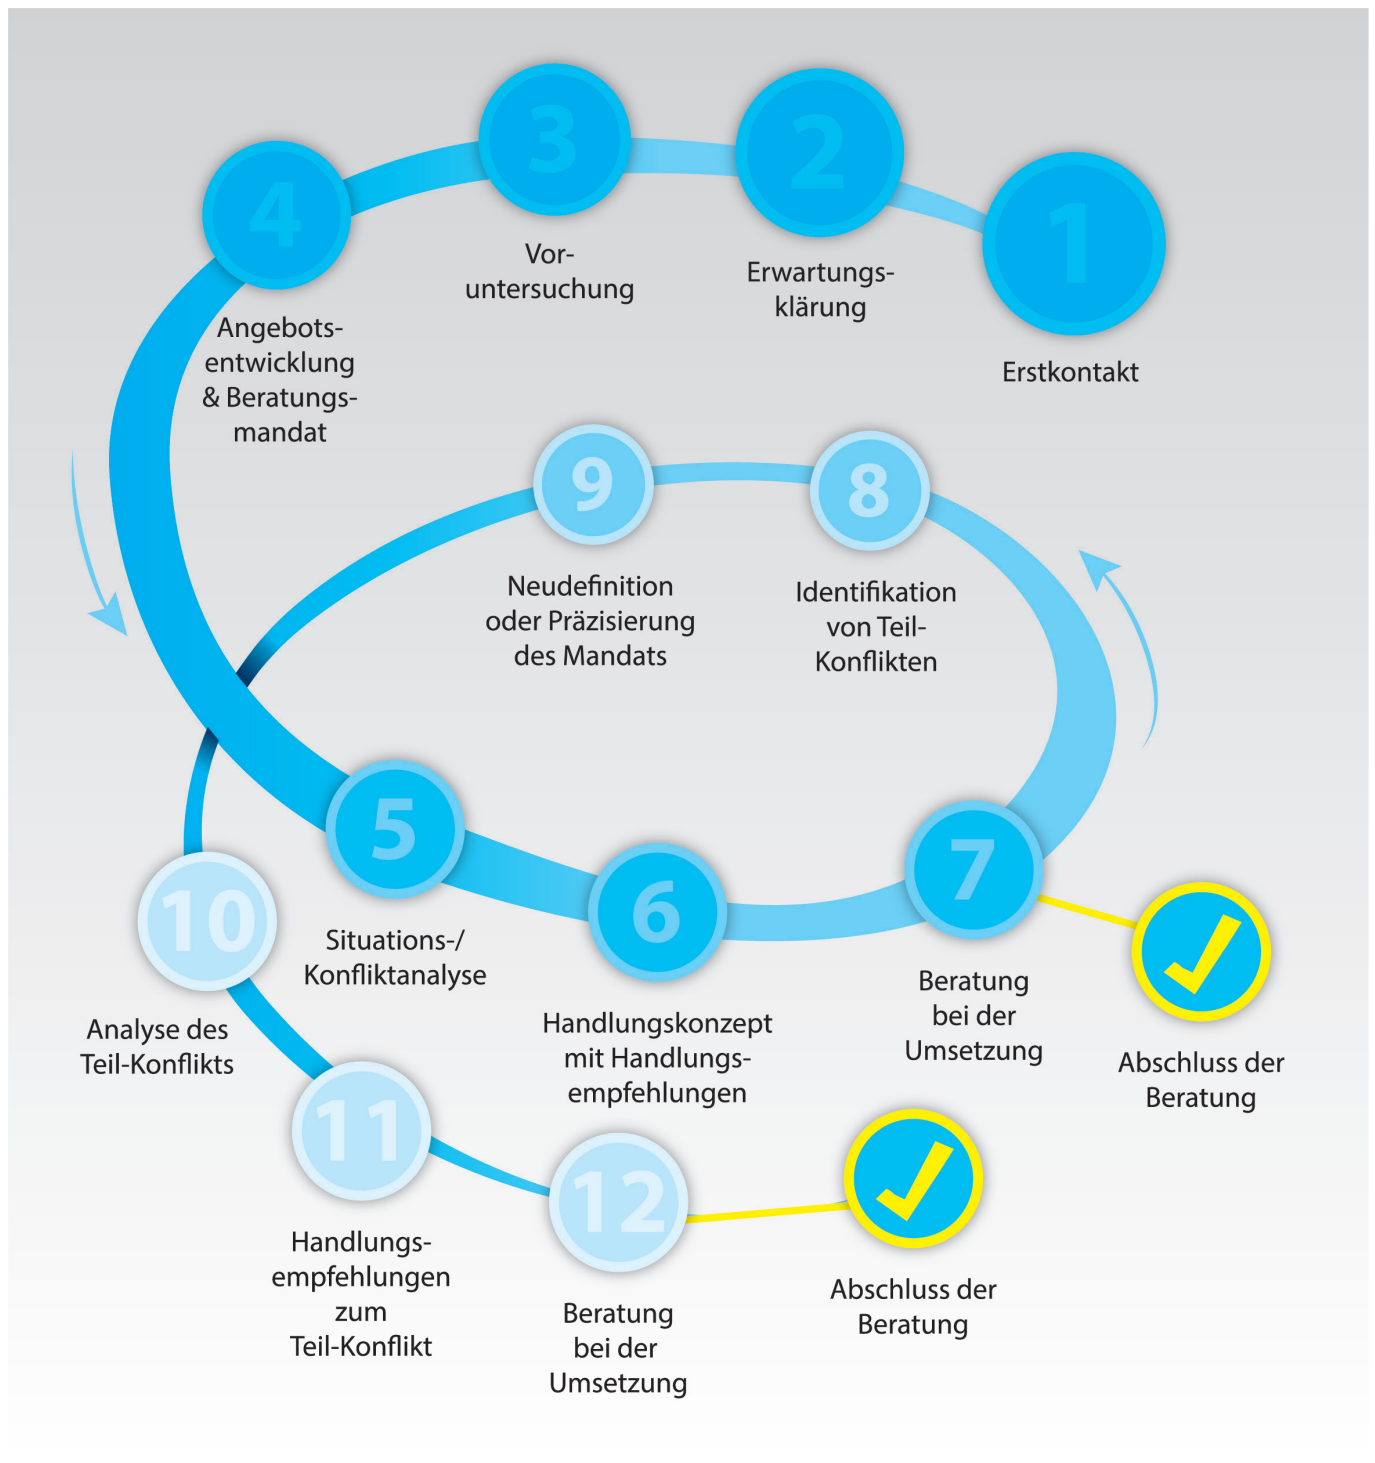 1
Erstkontakt
2
Erwartungs-
klärung
3
Vor-
untersuchung
4
Angebots-
entwicklung
& Beratungs-
mandat
5
Situations-/
Konfliktanalyse
6
Handlungskonzept
mit Handlungs-
empfehlungen
7
Beratung
bei der
Umsetzung
Abschluss der
Beratung
8
Identifikation
von Teil-
Konflikten
9
Neudefinition
oder Präzisierung
des Mandats
10
Analyse des
Teil-Konflikts
11
Handlungs-
empfehlungen
zum
Teil-Konflikt
12
Beratung
bei der
Umsetzung
Abschluss der
Beratung